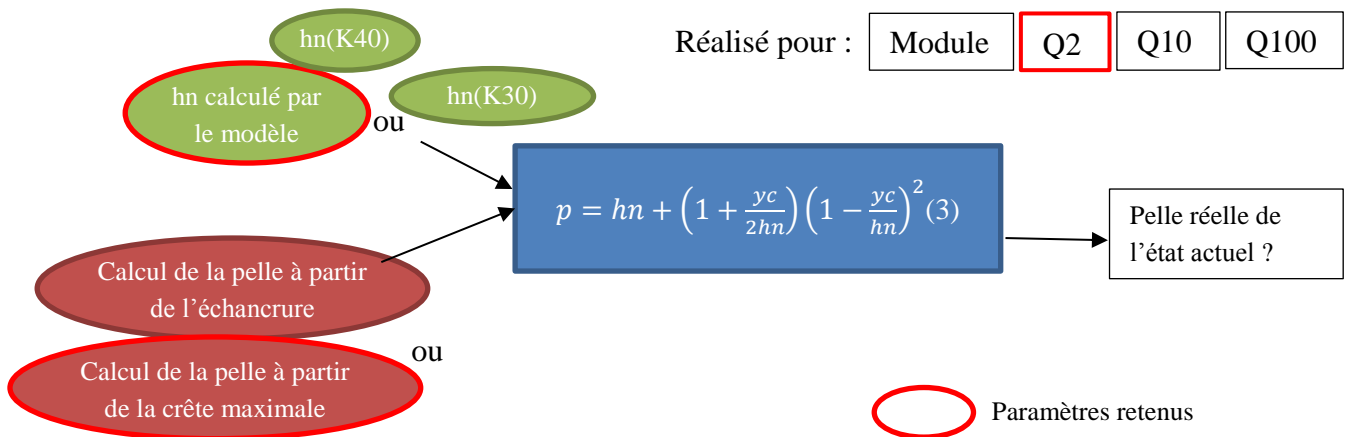 hn(K40)
Réalisé pour :
Module
Q2
Q10
Q100
hn calculé par
le modèle
hn(K30)
ou
p = hn + (1 + yc/2hn)(1 − yc/hn)²(3)
Pelle réelle de
l’état actuel ?
Calcul de la pelle à partir
de l’échancrure
ou
Calcul de la pelle à partir
de la crête maximale
Paramètres retenus